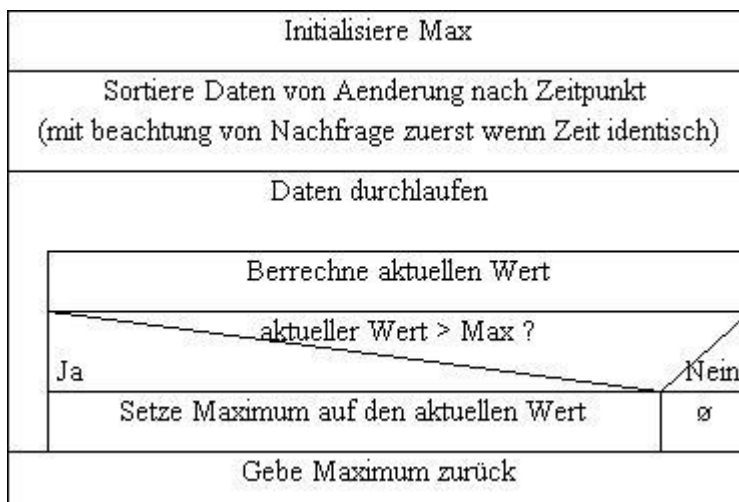 Initialisiere Max
Sortiere Daten von Aenderung nach Zeitpunkt
(mit beachtung von Nachfrage zuerst wenn Zeit identisch)
Daten durchlaufen
Berrechne aktuellen Wert
aktueller Wert > Max ?
Ja
Nein
Setze Maximum auf den aktuellen Wert
ø
Gebe Maximum zurück